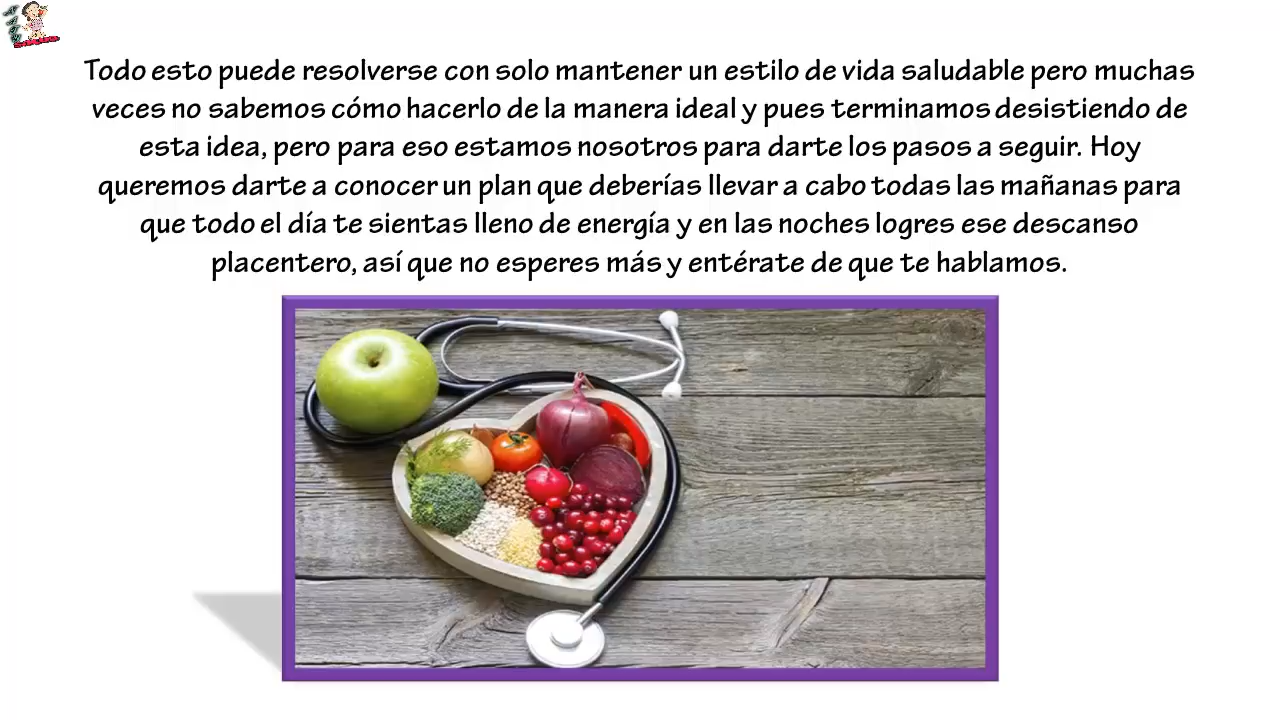 Todo esto puede resolverse con solo mantener un estilo de vida saludable pero muchas
veces no sabemos cómo hacerlo de la manera ideal y pues terminamos desistiendo de
esta idea, pero para eso estamos nosotros para darte los pasos a seguir. Hoy
queremos darte a conocer un plan que deberías llevar a cabo todas las mañanas para
que todo el día te sientas lleno de energía y en las noches logres ese descanso
placentero, así que no esperes más y entérate de que te hablamos.